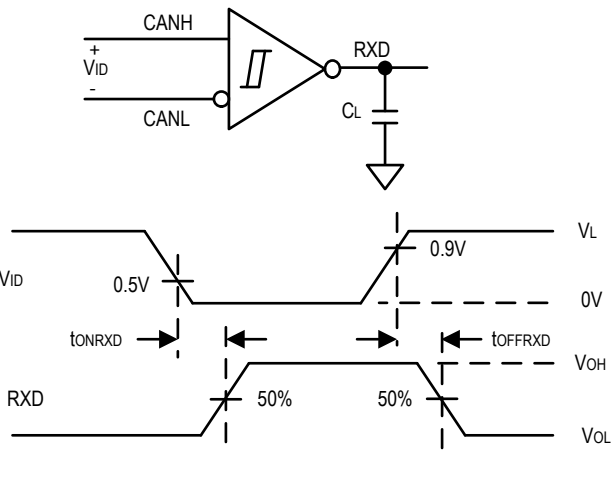 CANH
RXD
+
VID
-
CL
CANL
VL
0.9V
VID
0.5V
0V
tONRXD
tOFFRXD
VOH
RXD
50%
50%
VOL